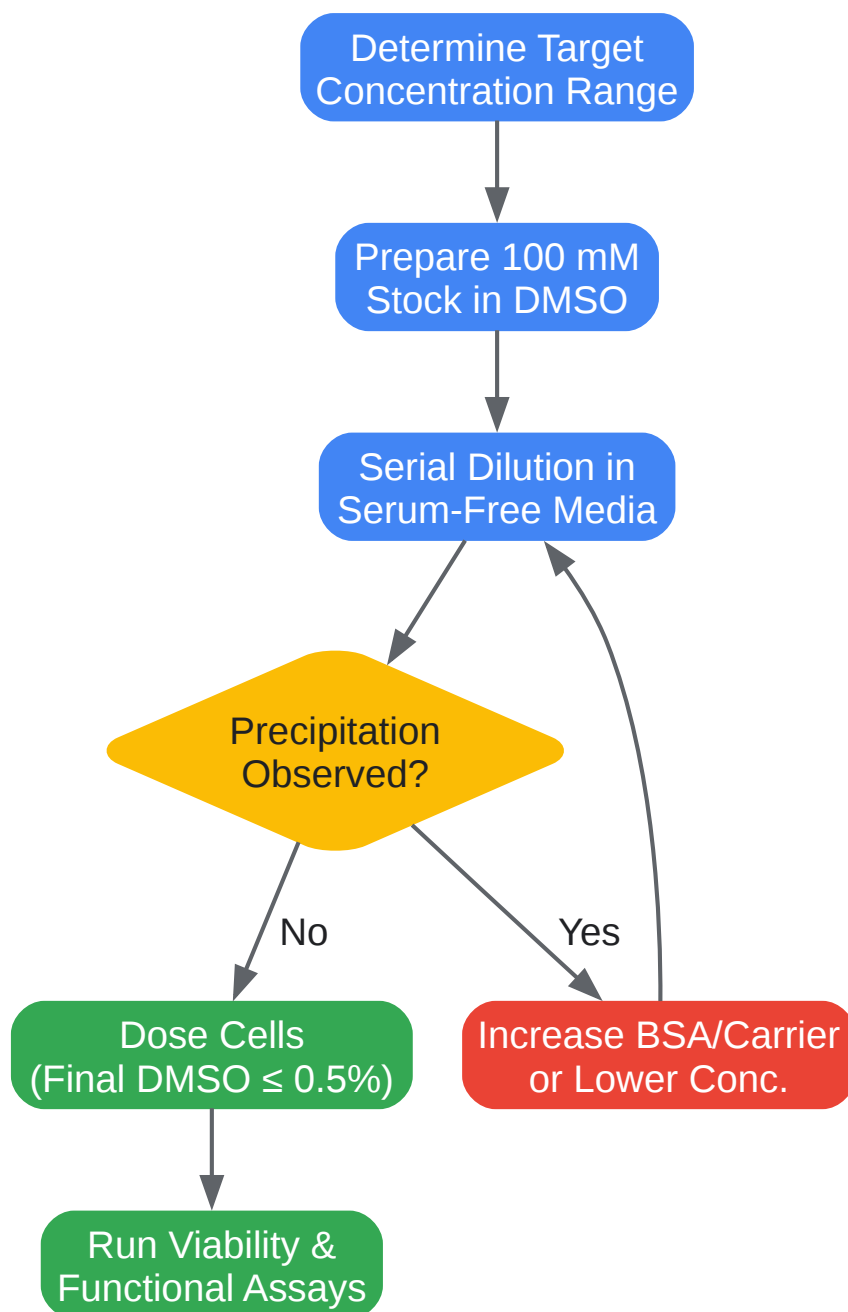 Determine Target
Concentration Range
Prepare 100 mM
Stock in DMSO
Serial Dilution in
Serum-Free Media
Precipitation
Observed?
No
Yes
Dose Cells
(Final DMSO ≤ 0.5%)
Increase BSA/Carrier
or Lower Conc.
Run Viability &
Functional Assays